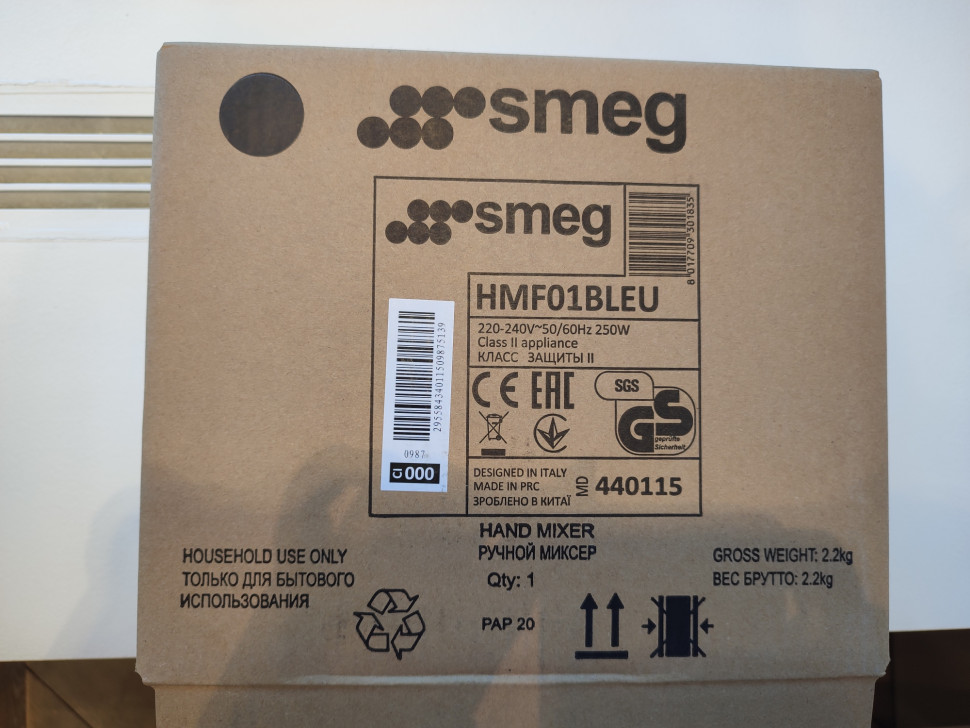 smeg
smeg
8 017709 301835
HMF01BLEU
220-240V~50/60Hz 250W
Class II appliance
КЛАСС ЗАЩИТЫ II
CE EAC
SGS
GS
geprüfte
Sicherheit
29558434011509875139
0987
CI 000
DESIGNED IN ITALY
MADE IN PRC
ЗРОБЛЕНО В КИТАЇ
MD 440115
HAND MIXER
РУЧНОЙ МИКСЕР
Qty: 1
HOUSEHOLD USE ONLY
ТОЛЬКО ДЛЯ БЫТОВОГО
ИСПОЛЬЗОВАНИЯ
GROSS WEIGHT: 2.2kg
ВЕС БРУТТО: 2.2kg
PAP 20